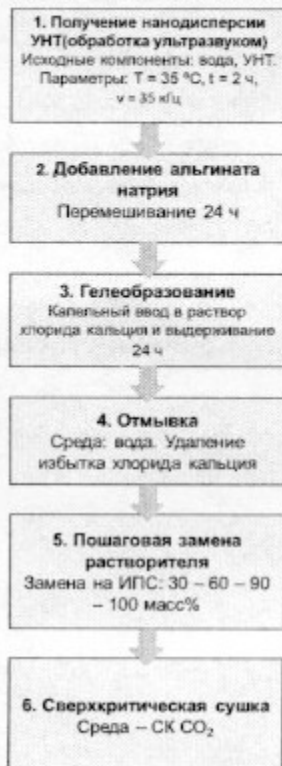 1. Получение нанодисперсии
УНТ(обработка ультразвуком)
Исходные компоненты: вода, УНТ.
Параметры: T = 35 ºC, t = 2 ч,
ν = 35 кГц
2. Добавление альгината
натрия
Перемешивание 24 ч
3. Гелеобразование
Капельный ввод в раствор
хлорида кальция и выдерживание
24 ч
4. Отмывка
Среда: вода. Удаление
избытка хлорида кальция
5. Пошаговая замена
растворителя
Замена на ИПС: 30 – 60 – 90
– 100 масс%
6. Сверхкритическая сушка
Среда – СК CO₂